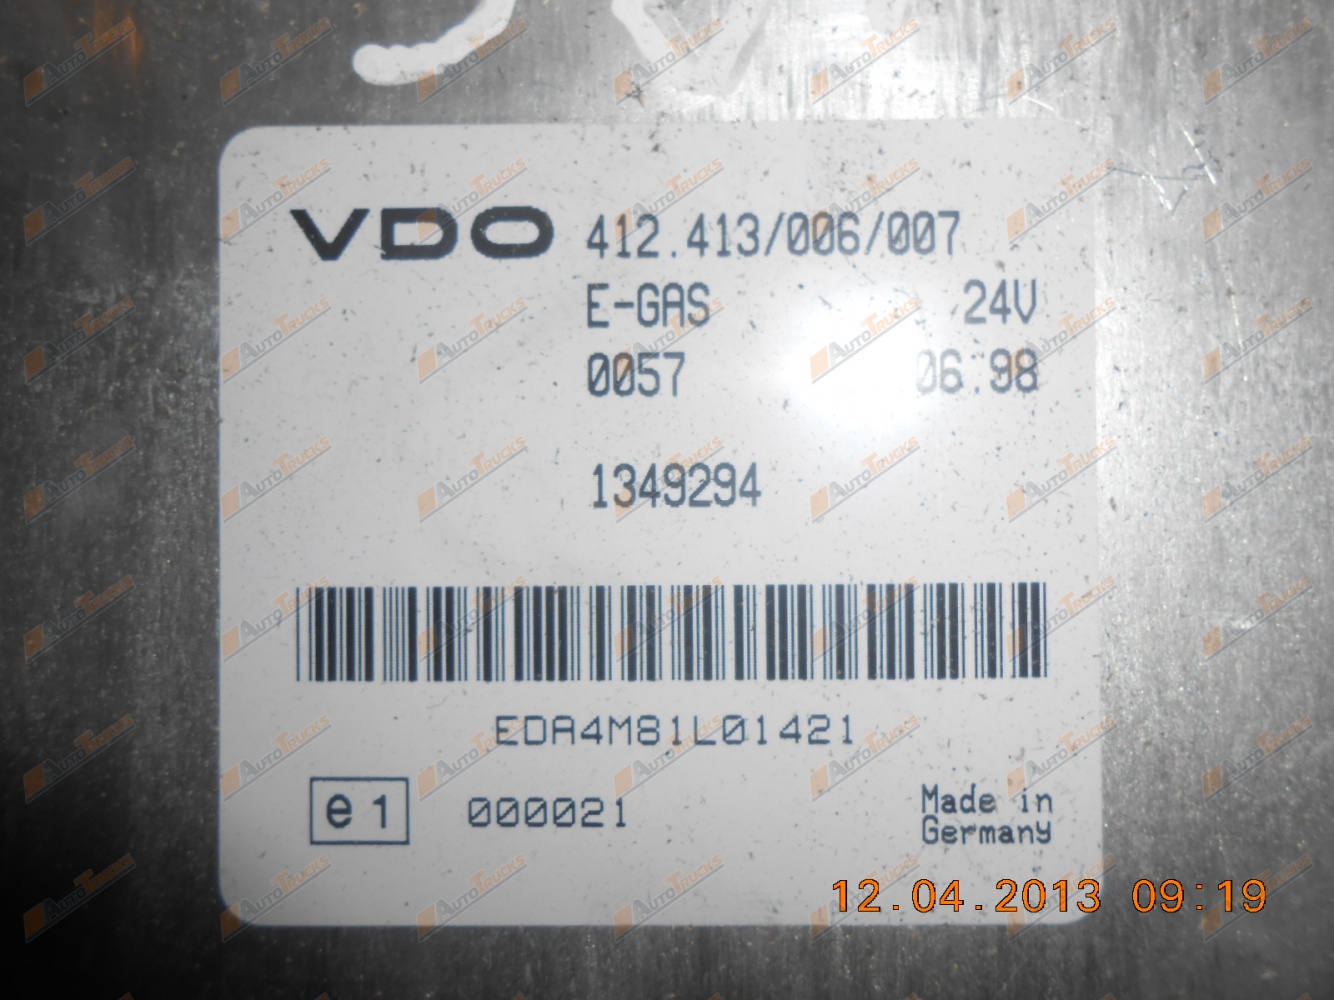 VDO 412.413/006/007
E-GAS 24V
0057 06.98
1349294
EDA4M81L01421
e1 000021 Made in
Germany
12.04.2013 09:19
AutoTrucks